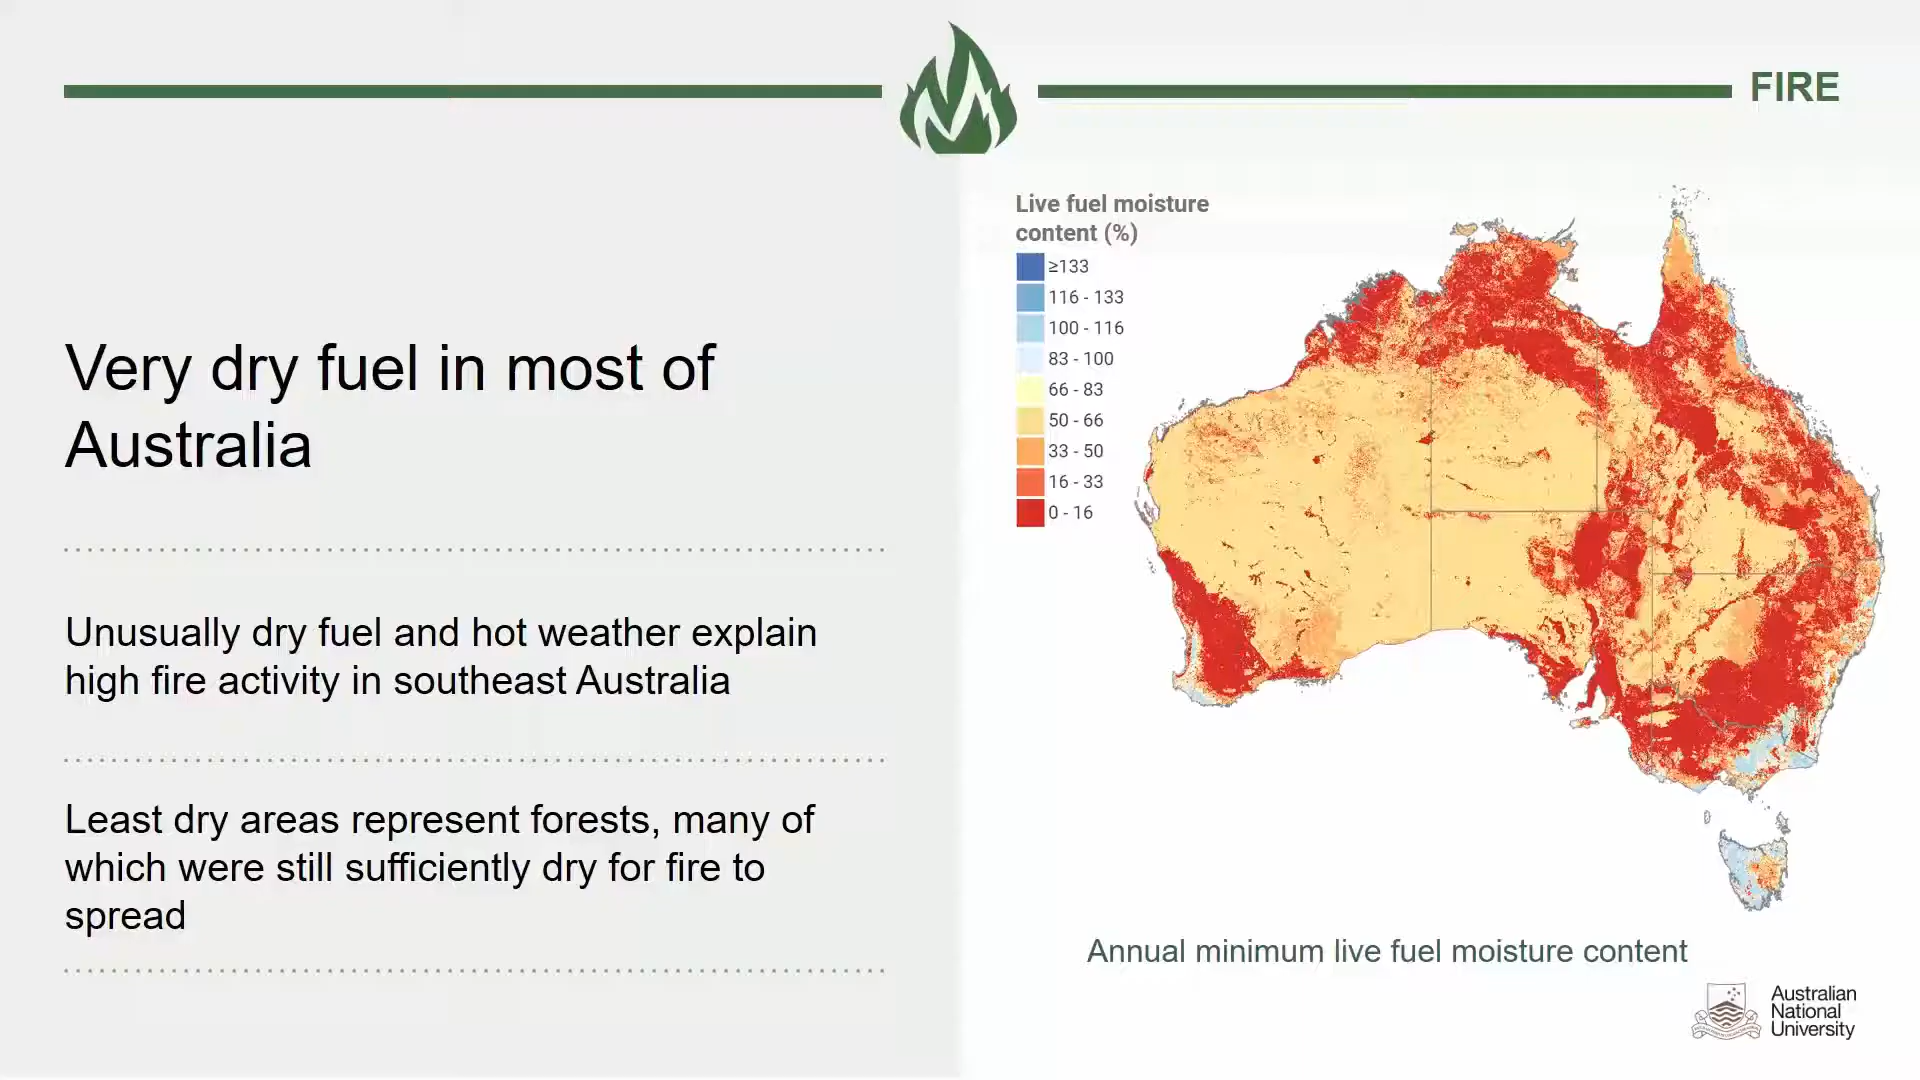 FIRE
Very dry fuel in most of
Australia
Unusually dry fuel and hot weather explain
high fire activity in southeast Australia
Least dry areas represent forests, many of
which were still sufficiently dry for fire to
spread
Live fuel moisture
content (%)
≥133
116 - 133
100 - 116
83 - 100
66 - 83
50 - 66
33 - 50
16 - 33
0 - 16
Annual minimum live fuel moisture content
Australian
National
University